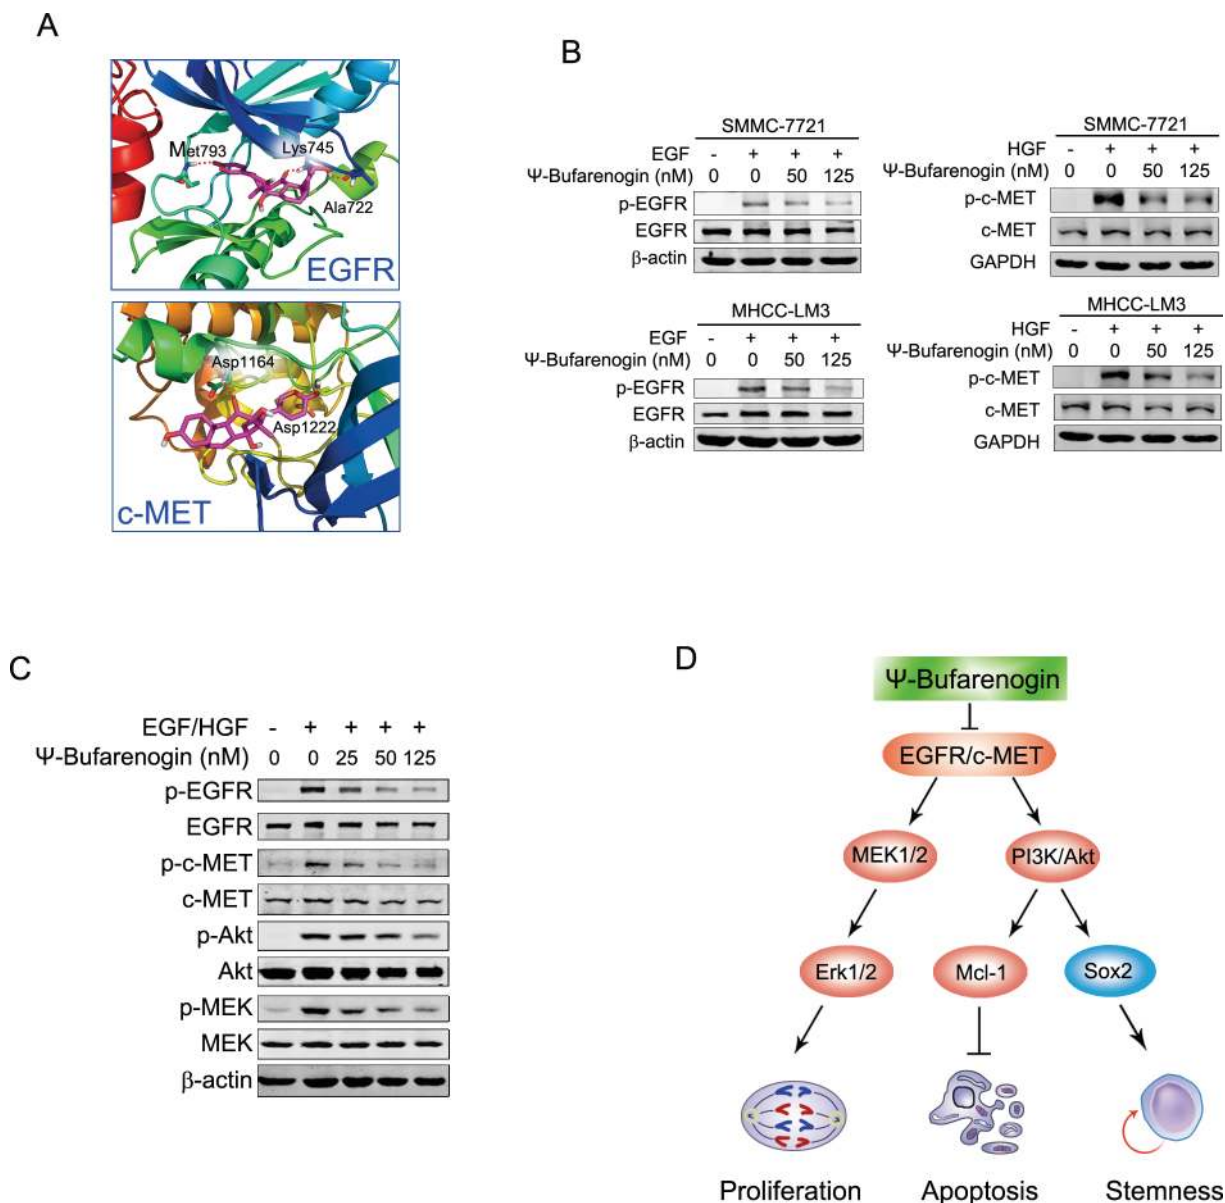 A
Met793
Lys745
Ala722
EGFR
Asp1164
Asp1222
c-MET
B
SMMC-7721
EGF - + + +
Ψ-Bufarenogin (nM) 0 0 50 125
p-EGFR
EGFR
β-actin
SMMC-7721
HGF - + + +
Ψ-Bufarenogin (nM) 0 0 50 125
p-c-MET
c-MET
GAPDH
MHCC-LM3
EGF - + + +
Ψ-Bufarenogin (nM) 0 0 50 125
p-EGFR
EGFR
β-actin
MHCC-LM3
HGF - + + +
Ψ-Bufarenogin (nM) 0 0 50 125
p-c-MET
c-MET
GAPDH
C
EGF/HGF - + + + +
Ψ-Bufarenogin (nM) 0 0 25 50 125
p-EGFR
EGFR
p-c-MET
c-MET
p-Akt
Akt
p-MEK
MEK
β-actin
D
Ψ-Bufarenogin
EGFR/c-MET
MEK1/2 PI3K/Akt
Erk1/2 Mcl-1 Sox2
Proliferation Apoptosis Stemness